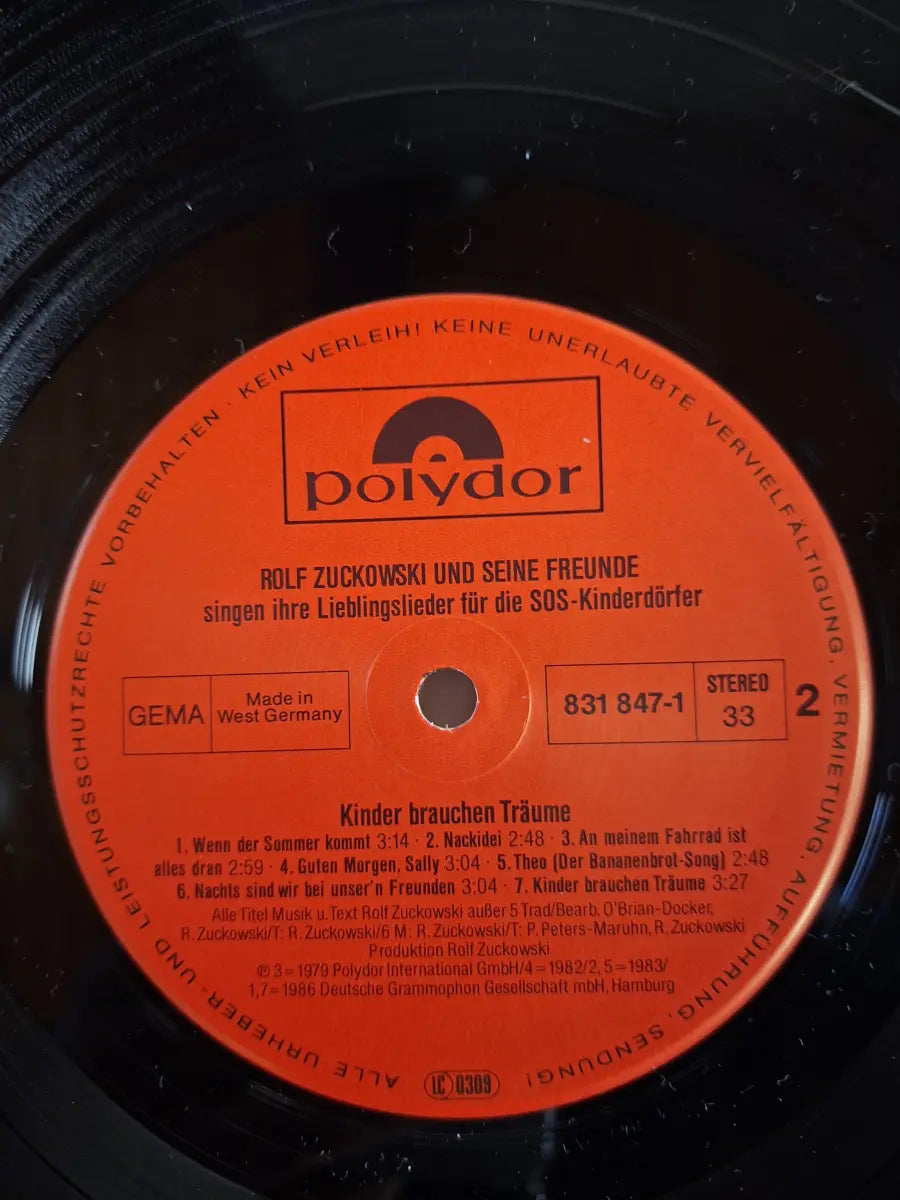 ALLE URHEBER- UND LEISTUNGSSCHUTZRECHTE VORBEHALTEN · KEIN VERLEIH! KEINE UNERLAUBTE VERVIELFÄLTIGUNG, VERMIETUNG, AUFFÜHRUNG, SENDUNG!
polydor
ROLF ZUCKOWSKI UND SEINE FREUNDE
singen ihre Lieblingslieder für die SOS-Kinderdörfer
GEMA
Made in
West Germany
831 847-1
STEREO
33
2
Kinder brauchen Träume
1. Wenn der Sommer kommt 3:14 · 2. Nackidei 2:48 · 3. An meinem Fahrrad ist
alles dran 2:59 · 4. Guten Morgen, Sally 3:04 · 5. Theo (Der Bananenbrot-Song) 2:48
6. Nachts sind wir bei unser'n Freunden 3:04 · 7. Kinder brauchen Träume 3:27
Alle Titel Musik u. Text Rolf Zuckowski außer 5 Trad/Bearb. O'Brian-Docker,
R. Zuckowski/T: R. Zuckowski/6 M: R. Zuckowski/T: P. Peters-Maruhn, R. Zuckowski
Produktion Rolf Zuckowski
℗ 3=1979 Polydor International GmbH/4=1982/2, 5=1983/
1,7=1986 Deutsche Grammophon Gesellschaft mbH, Hamburg
LC 0309